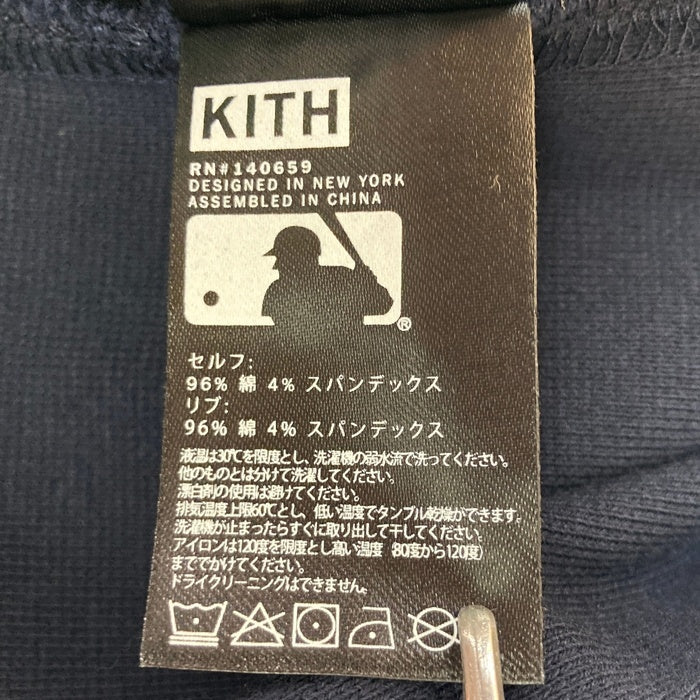 KITH
RN#140659
DESIGNED IN NEW YORK
ASSEMBLED IN CHINA
®
セルフ:
96% 綿 4% スパンデックス
リブ:
96% 綿 4% スパンデックス
液温は30℃を限度とし、洗濯機の弱水流で洗ってください。
他のものとは分けて洗濯してください。
漂白剤の使用は避けてください。
排気温度上限60℃とし、低い温度でタンブル乾燥ができます。
洗濯機が止まったらすぐに取り出して干してください。
アイロンは120度を限度とし高い温度（80度から120度）
まででかけてください。
ドライクリーニングはできません。